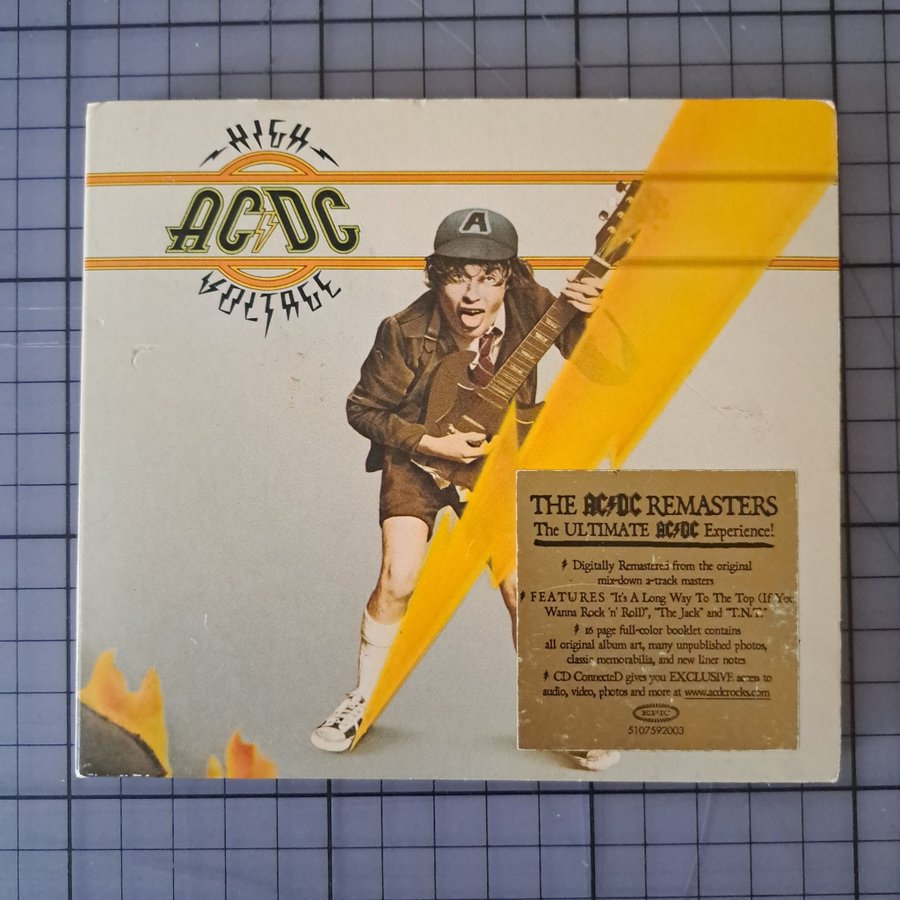 HIGH
AC⚡DC
VOLTAGE
A
THE AC⚡DC REMASTERS
The ULTIMATE AC⚡DC Experience!
Digitally Remastered from the original
mix-down 2-track masters
FEATURES "It's A Long Way To The Top (If You
Wanna Rock 'n' Roll)", "The Jack" and "T.N.T."
16 page full-color booklet contains
all original album art, many unpublished photos,
classic memorabilia, and new liner notes
CD ConnecteD gives you EXCLUSIVE access to
audio, video, photos and more at www.acdcrocks.com
EPIC
5107592003